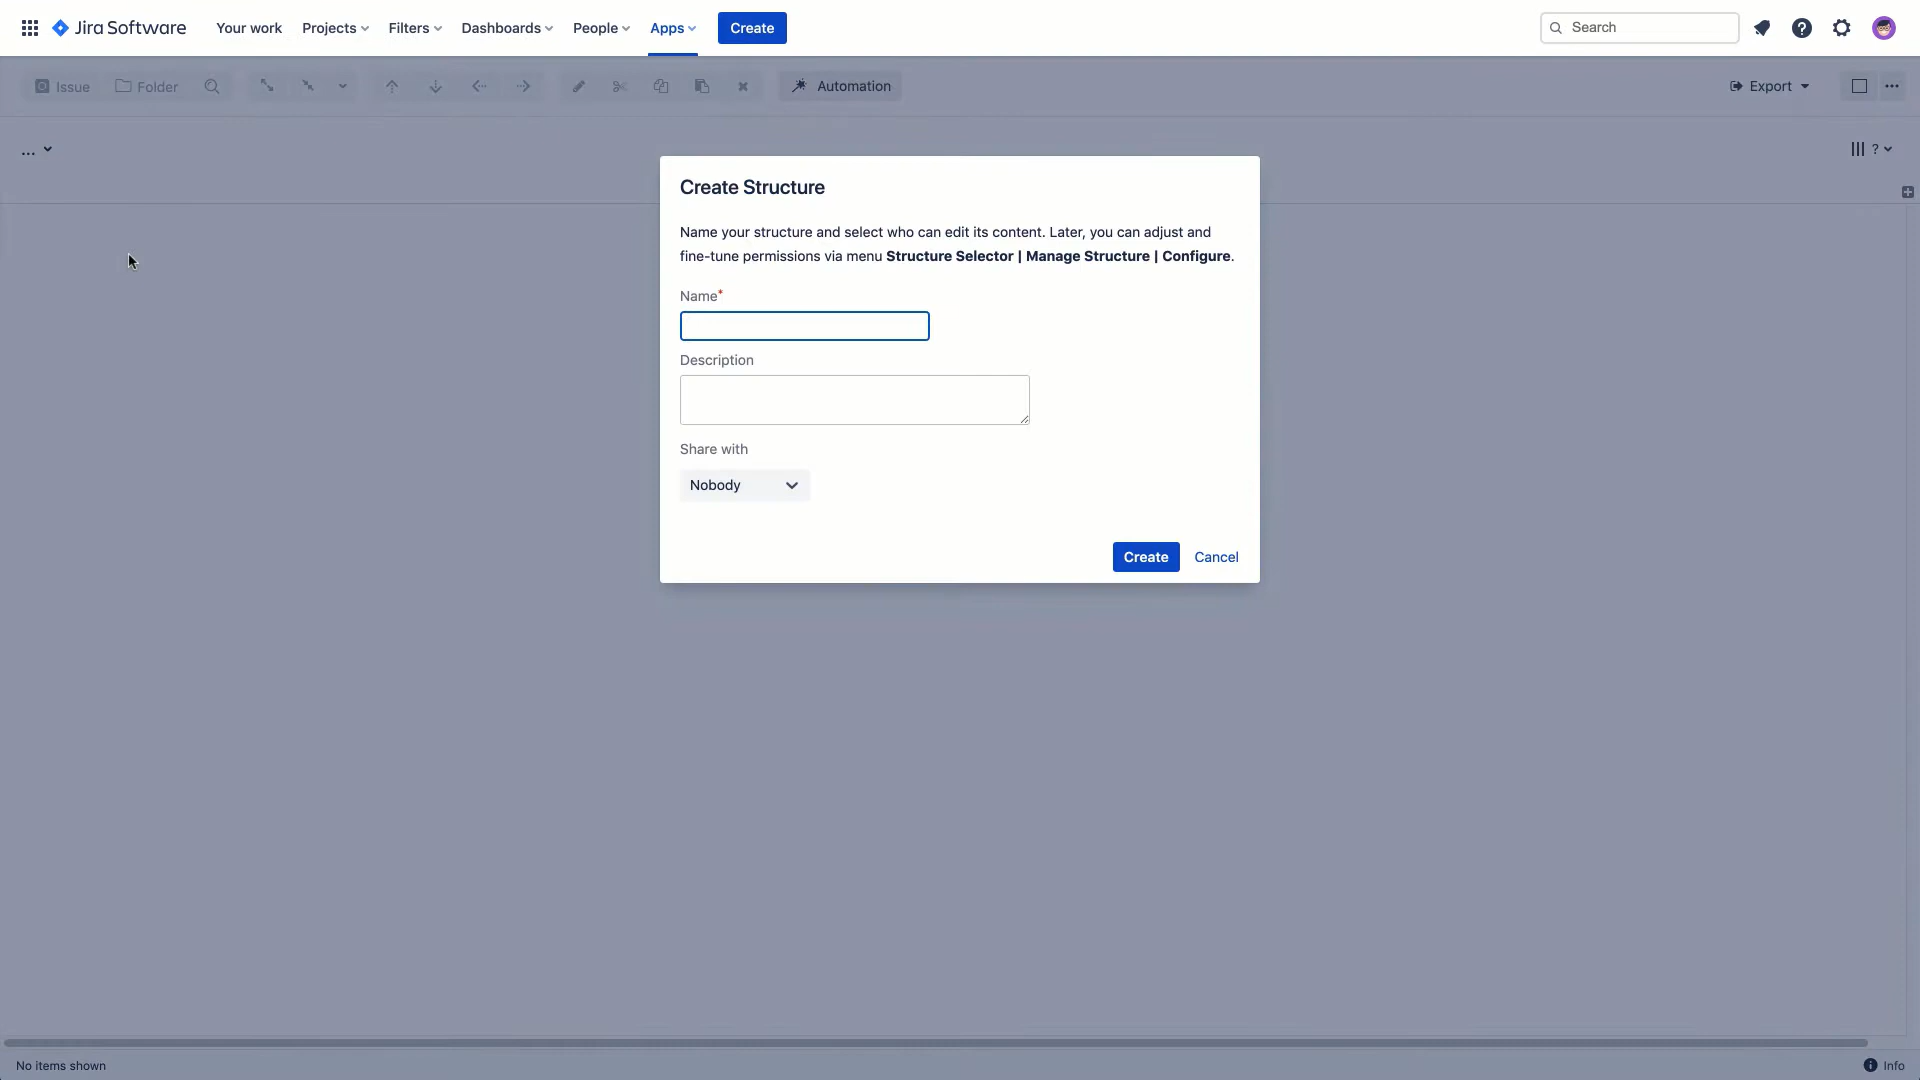 Jira Software Your work Projects Filters Dashboards People Apps Create Search
Issue Folder Automation Export
... ?
Create Structure
Name your structure and select who can edit its content. Later, you can adjust and
fine-tune permissions via menu Structure Selector | Manage Structure | Configure.
Name*
Description
Share with
Nobody
Create Cancel
No items shown Info